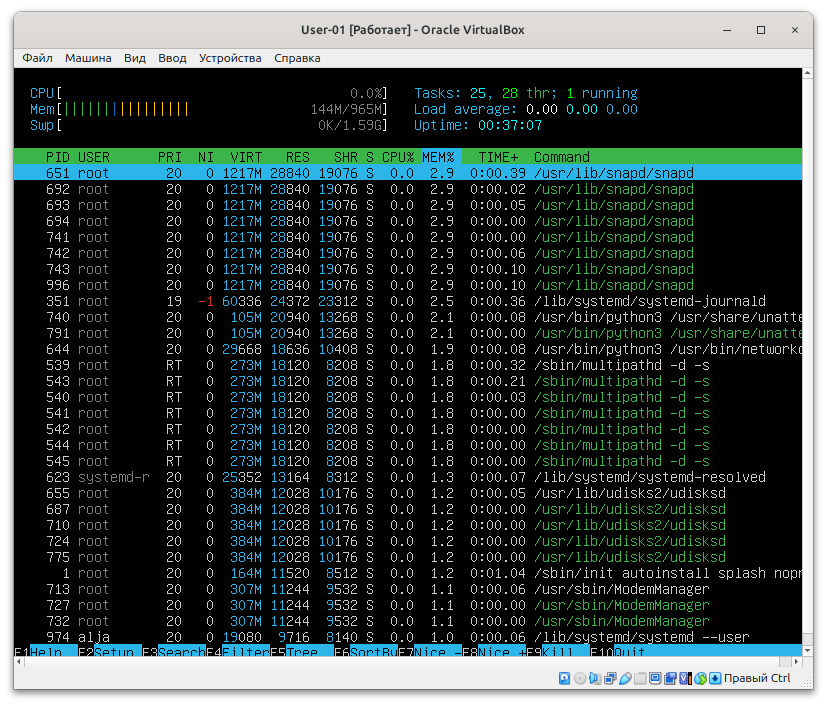 User-01 [Работает] - Oracle VirtualBox
Файл Машина Вид Ввод Устройства Справка
CPU[ 0.0%] Tasks: 25, 28 thr; 1 running
Mem[|||||||||||||||| 144M/965M] Load average: 0.00 0.00 0.00
Swp[ 0K/1.59G] Uptime: 00:37:07
PID USER PRI NI VIRT RES SHR S CPU% MEM% TIME+ Command
651 root 20 0 1217M 28840 19076 S 0.0 2.9 0:00.39 /usr/lib/snapd/snapd
692 root 20 0 1217M 28840 19076 S 0.0 2.9 0:00.02 /usr/lib/snapd/snapd
693 root 20 0 1217M 28840 19076 S 0.0 2.9 0:00.05 /usr/lib/snapd/snapd
694 root 20 0 1217M 28840 19076 S 0.0 2.9 0:00.00 /usr/lib/snapd/snapd
741 root 20 0 1217M 28840 19076 S 0.0 2.9 0:00.00 /usr/lib/snapd/snapd
742 root 20 0 1217M 28840 19076 S 0.0 2.9 0:00.06 /usr/lib/snapd/snapd
743 root 20 0 1217M 28840 19076 S 0.0 2.9 0:00.10 /usr/lib/snapd/snapd
996 root 20 0 1217M 28840 19076 S 0.0 2.9 0:00.10 /usr/lib/snapd/snapd
351 root 19 -1 60336 24372 23312 S 0.0 2.5 0:00.36 /lib/systemd/systemd-journald
740 root 20 0 105M 20940 13268 S 0.0 2.1 0:00.08 /usr/bin/python3 /usr/share/unatte
791 root 20 0 105M 20940 13268 S 0.0 2.1 0:00.00 /usr/bin/python3 /usr/share/unatte
644 root 20 0 29668 18636 10408 S 0.0 1.9 0:00.08 /usr/bin/python3 /usr/bin/network
539 root RT 0 273M 18120 8208 S 0.0 1.8 0:00.32 /sbin/multipathd -d -s
543 root RT 0 273M 18120 8208 S 0.0 1.8 0:00.21 /sbin/multipathd -d -s
540 root RT 0 273M 18120 8208 S 0.0 1.8 0:00.03 /sbin/multipathd -d -s
541 root RT 0 273M 18120 8208 S 0.0 1.8 0:00.00 /sbin/multipathd -d -s
542 root RT 0 273M 18120 8208 S 0.0 1.8 0:00.00 /sbin/multipathd -d -s
544 root RT 0 273M 18120 8208 S 0.0 1.8 0:00.00 /sbin/multipathd -d -s
545 root RT 0 273M 18120 8208 S 0.0 1.8 0:00.00 /sbin/multipathd -d -s
623 systemd-r 20 0 25352 13164 8312 S 0.0 1.3 0:00.07 /lib/systemd/systemd-resolved
655 root 20 0 384M 12028 10176 S 0.0 1.2 0:00.05 /usr/lib/udisks2/udisksd
687 root 20 0 384M 12028 10176 S 0.0 1.2 0:00.00 /usr/lib/udisks2/udisksd
710 root 20 0 384M 12028 10176 S 0.0 1.2 0:00.00 /usr/lib/udisks2/udisksd
724 root 20 0 384M 12028 10176 S 0.0 1.2 0:00.00 /usr/lib/udisks2/udisksd
775 root 20 0 384M 12028 10176 S 0.0 1.2 0:00.00 /usr/lib/udisks2/udisksd
1 root 20 0 164M 11520 8512 S 0.0 1.2 0:01.04 /sbin/init autoinstall splash nopr
713 root 20 0 307M 11244 9532 S 0.0 1.1 0:00.00 /usr/sbin/ModemManager
727 root 20 0 307M 11244 9532 S 0.0 1.1 0:00.00 /usr/sbin/ModemManager
732 root 20 0 307M 11244 9532 S 0.0 1.1 0:00.00 /usr/sbin/ModemManager
974 alja 20 0 19080 9716 8140 S 0.0 1.0 0:00.06 /lib/systemd/systemd --user
F1Help F2Setup F3SearchF4FilterF5Tree F6SortByF7Nice -F8Nice +F9Kill F10Quit
Правый Ctrl